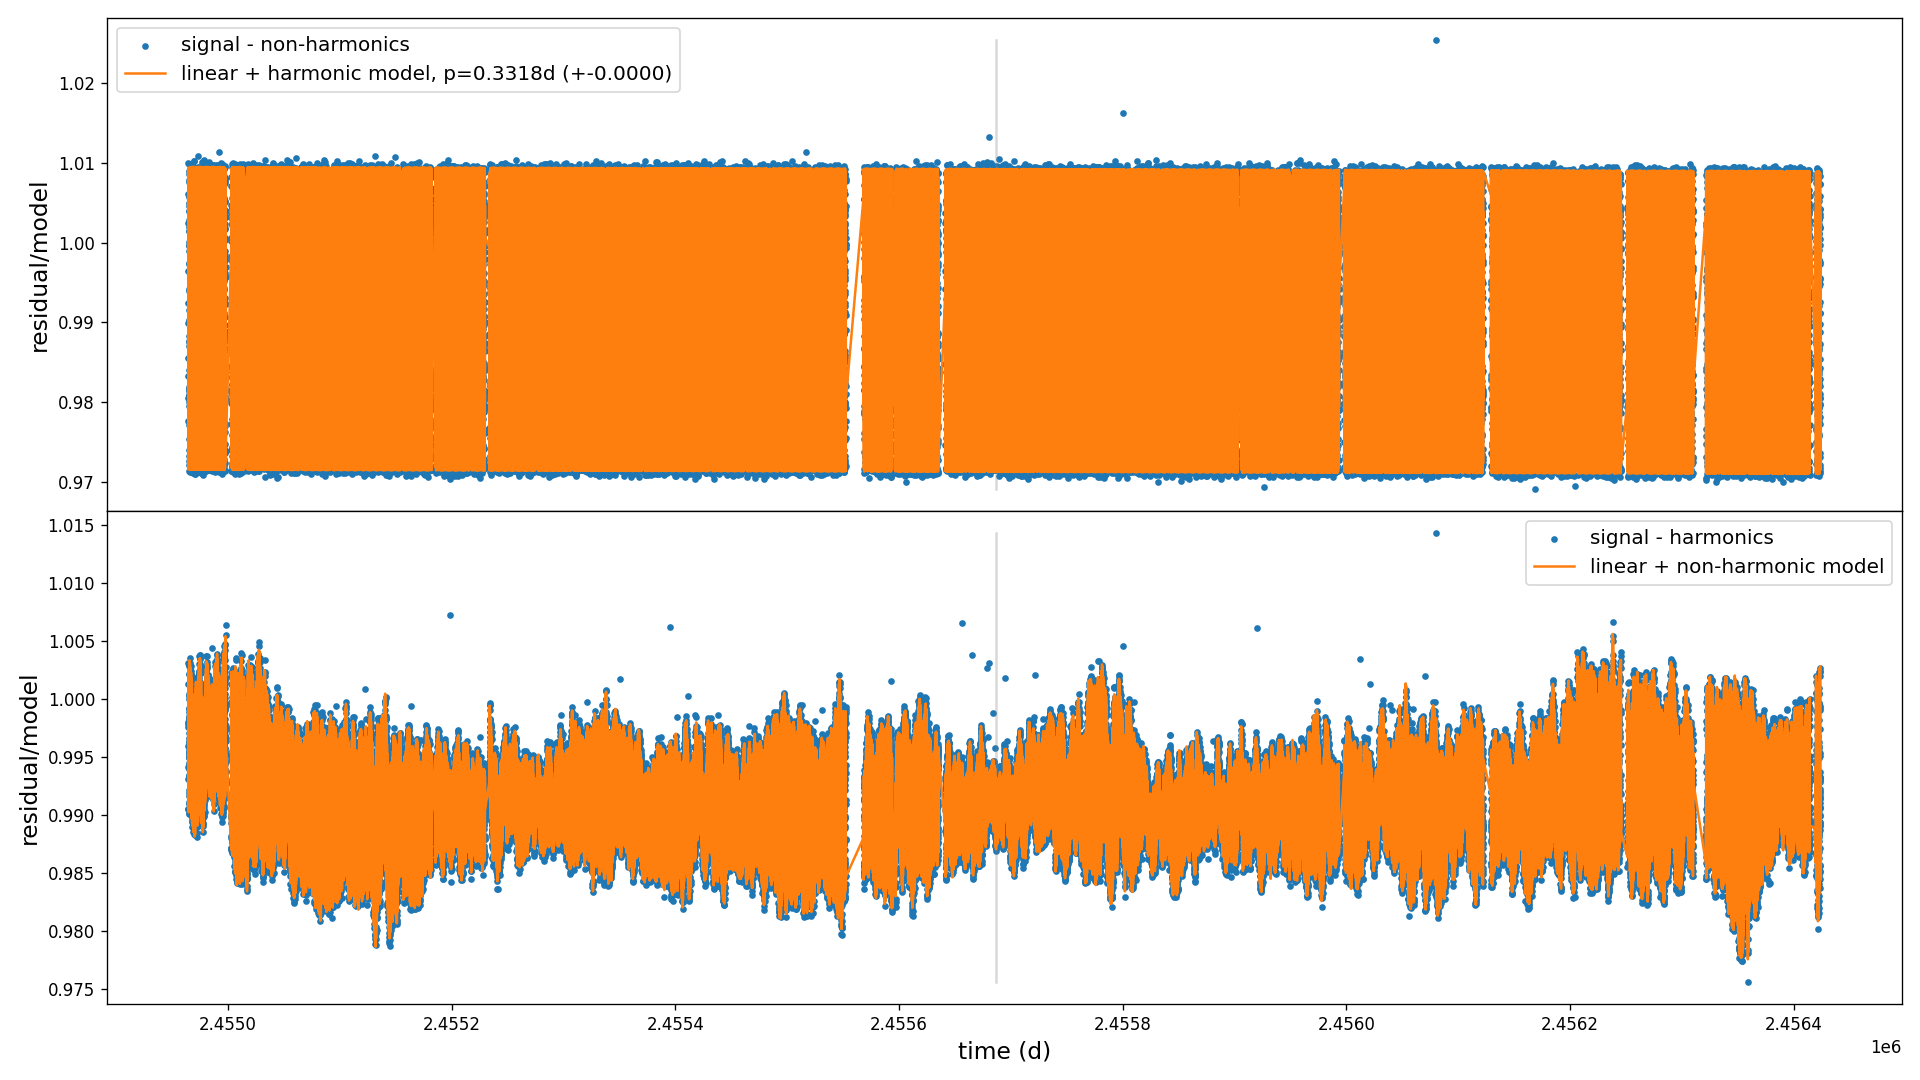 signal - non-harmonics
linear + harmonic model, p=0.3318d (+-0.0000)
residual/model
1.02
1.01
1.00
0.99
0.98
0.97
signal - harmonics
linear + non-harmonic model
residual/model
1.015
1.010
1.005
1.000
0.995
0.990
0.985
0.980
0.975
2.4550 2.4552 2.4554 2.4556 2.4558 2.4560 2.4562 2.4564
1e6
time (d)